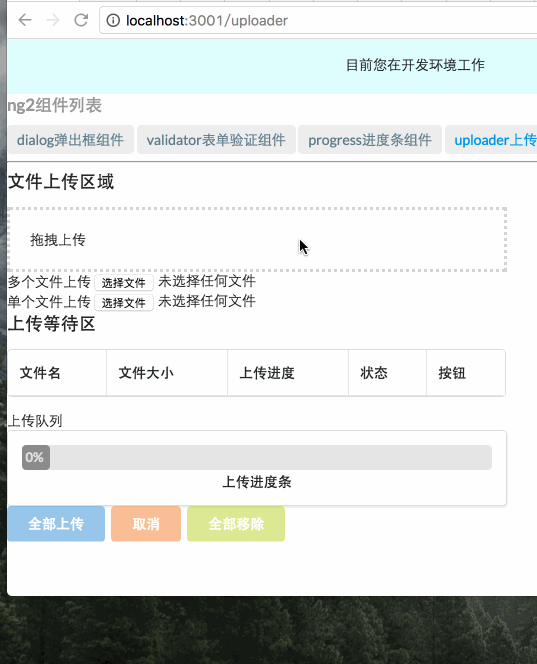 localhost:3001/uploader
目前您在开发环境工作
ng2组件列表
dialog弹出框组件 validator表单验证组件 progress进度条组件 uploader上传
文件上传区域
拖拽上传
多个文件上传 选择文件 未选择任何文件
单个文件上传 选择文件 未选择任何文件
上传等待区
文件名 文件大小 上传进度 状态 按钮
上传队列
0%
上传进度条
全部上传 取消 全部移除